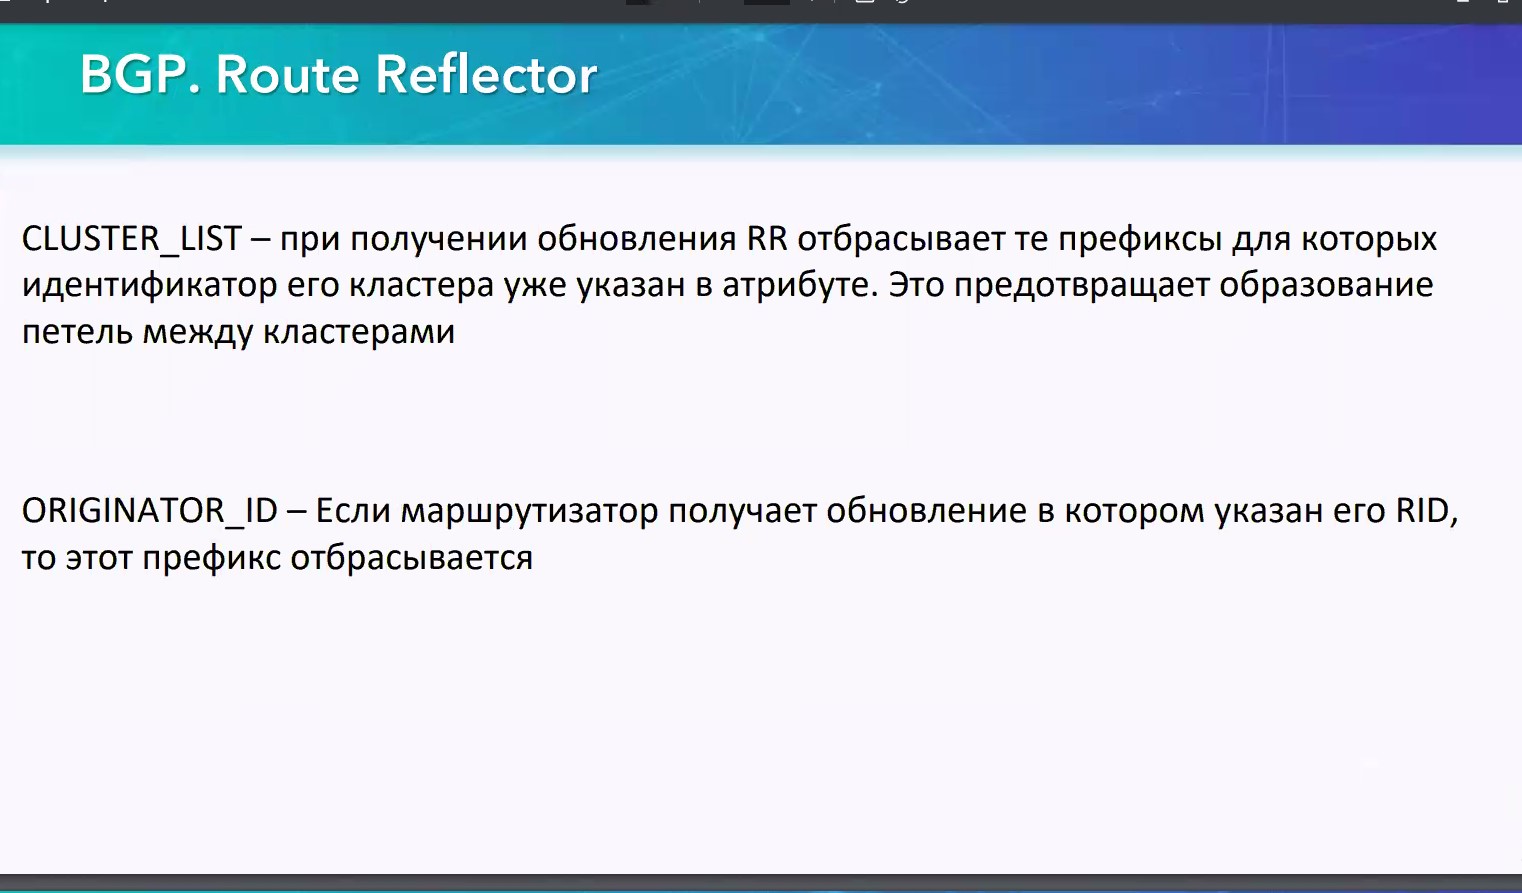 BGP. Route Reflector
CLUSTER_LIST – при получении обновления RR отбрасывает те префиксы для которых
идентификатор его кластера уже указан в атрибуте. Это предотвращает образование
петель между кластерами
ORIGINATOR_ID – Если маршрутизатор получает обновление в котором указан его RID,
то этот префикс отбрасывается